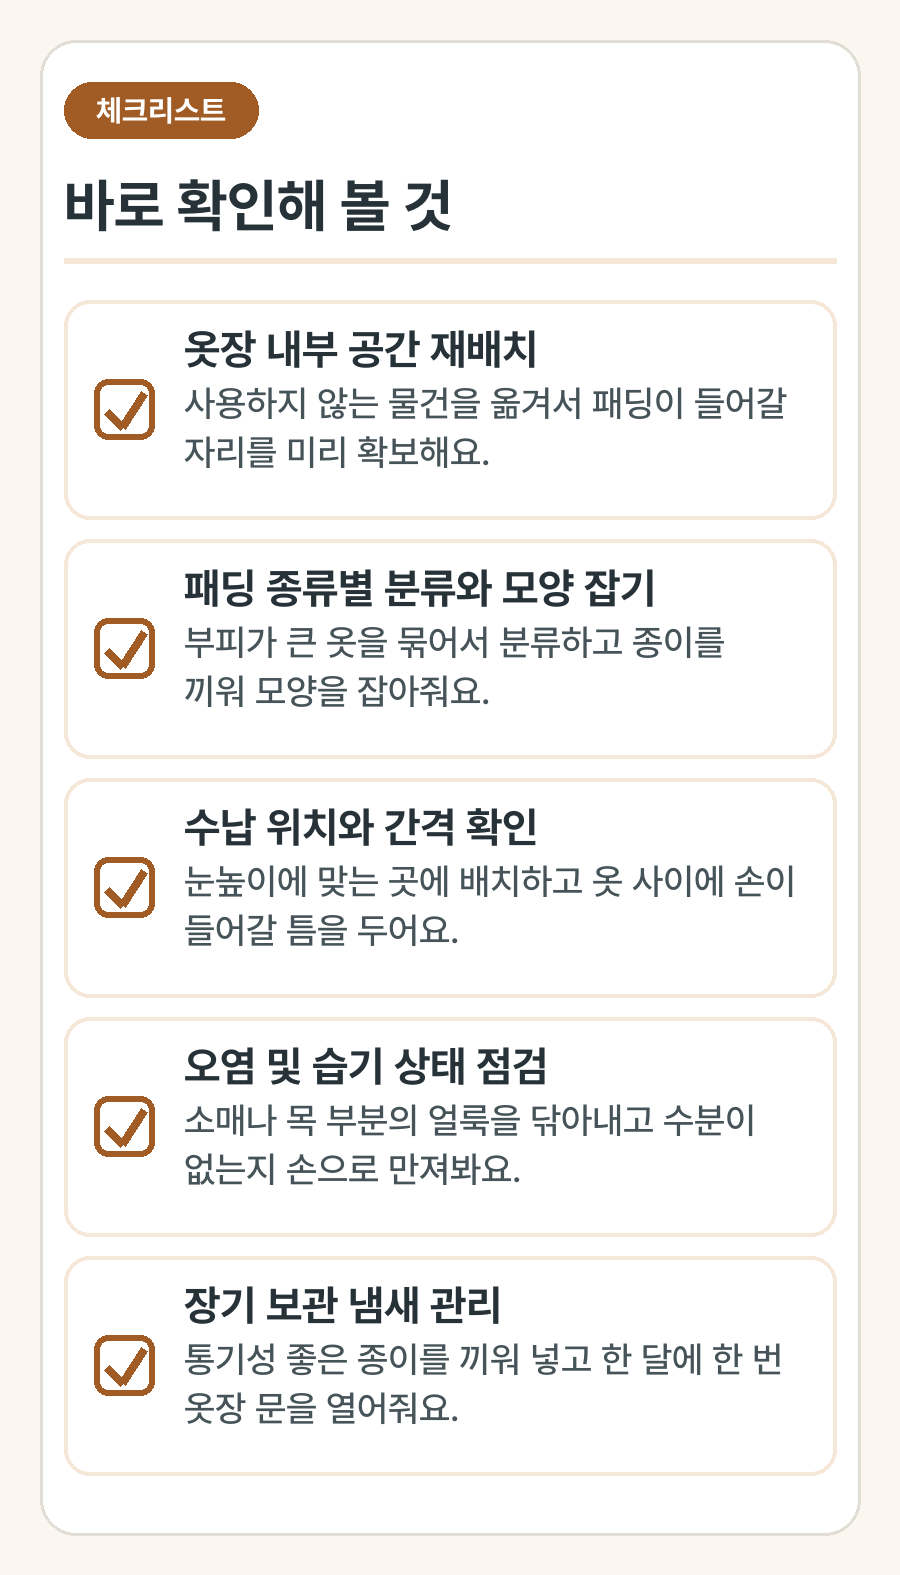 체크리스트
바로 확인해 볼 것
옷장 내부 공간 재배치
사용하지 않는 물건을 옮겨서 패딩이 들어갈
자리를 미리 확보해요.
패딩 종류별 분류와 모양 잡기
부피가 큰 옷을 묶어서 분류하고 종이를
끼워 모양을 잡아줘요.
수납 위치와 간격 확인
눈높이에 맞는 곳에 배치하고 옷 사이에 손이
들어갈 틈을 두어요.
오염 및 습기 상태 점검
소매나 목 부분의 얼룩을 닦아내고 수분이
없는지 손으로 만져봐요.
장기 보관 냄새 관리
통기성 좋은 종이를 끼워 넣고 한 달에 한 번
옷장 문을 열어줘요.